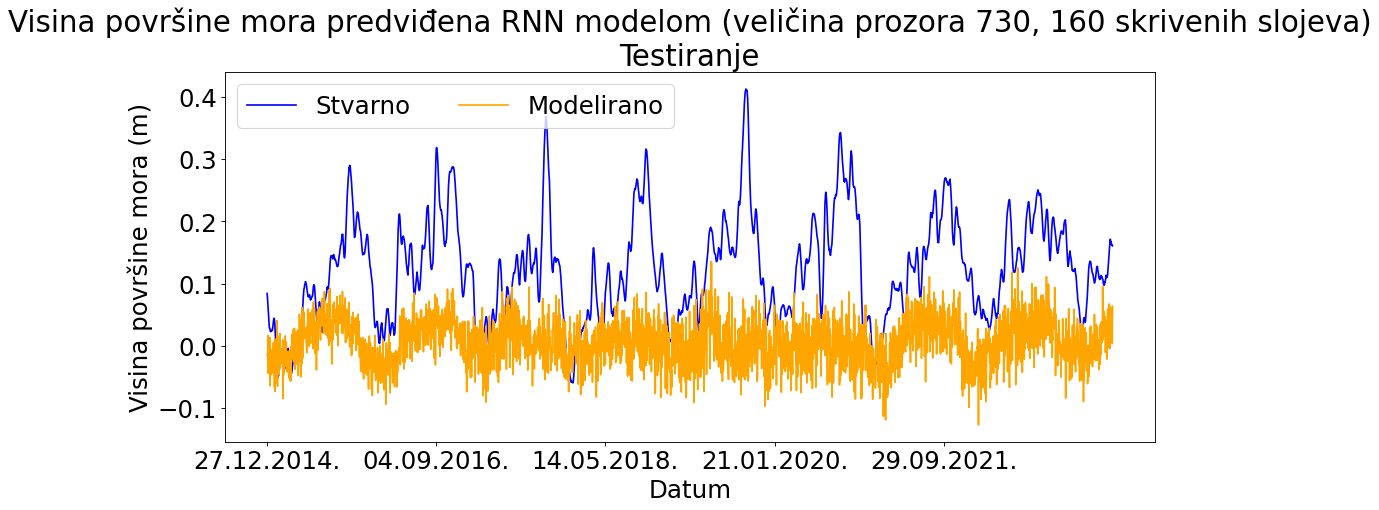 Visina površine mora predviđena RNN modelom (veličina prozora 730, 160 skrivenih slojeva)
Testiranje
Stvarno Modelirano
Visina površine mora (m)
0.4
0.3
0.2
0.1
0.0
−0.1
27.12.2014. 04.09.2016. 14.05.2018. 21.01.2020. 29.09.2021.
Datum